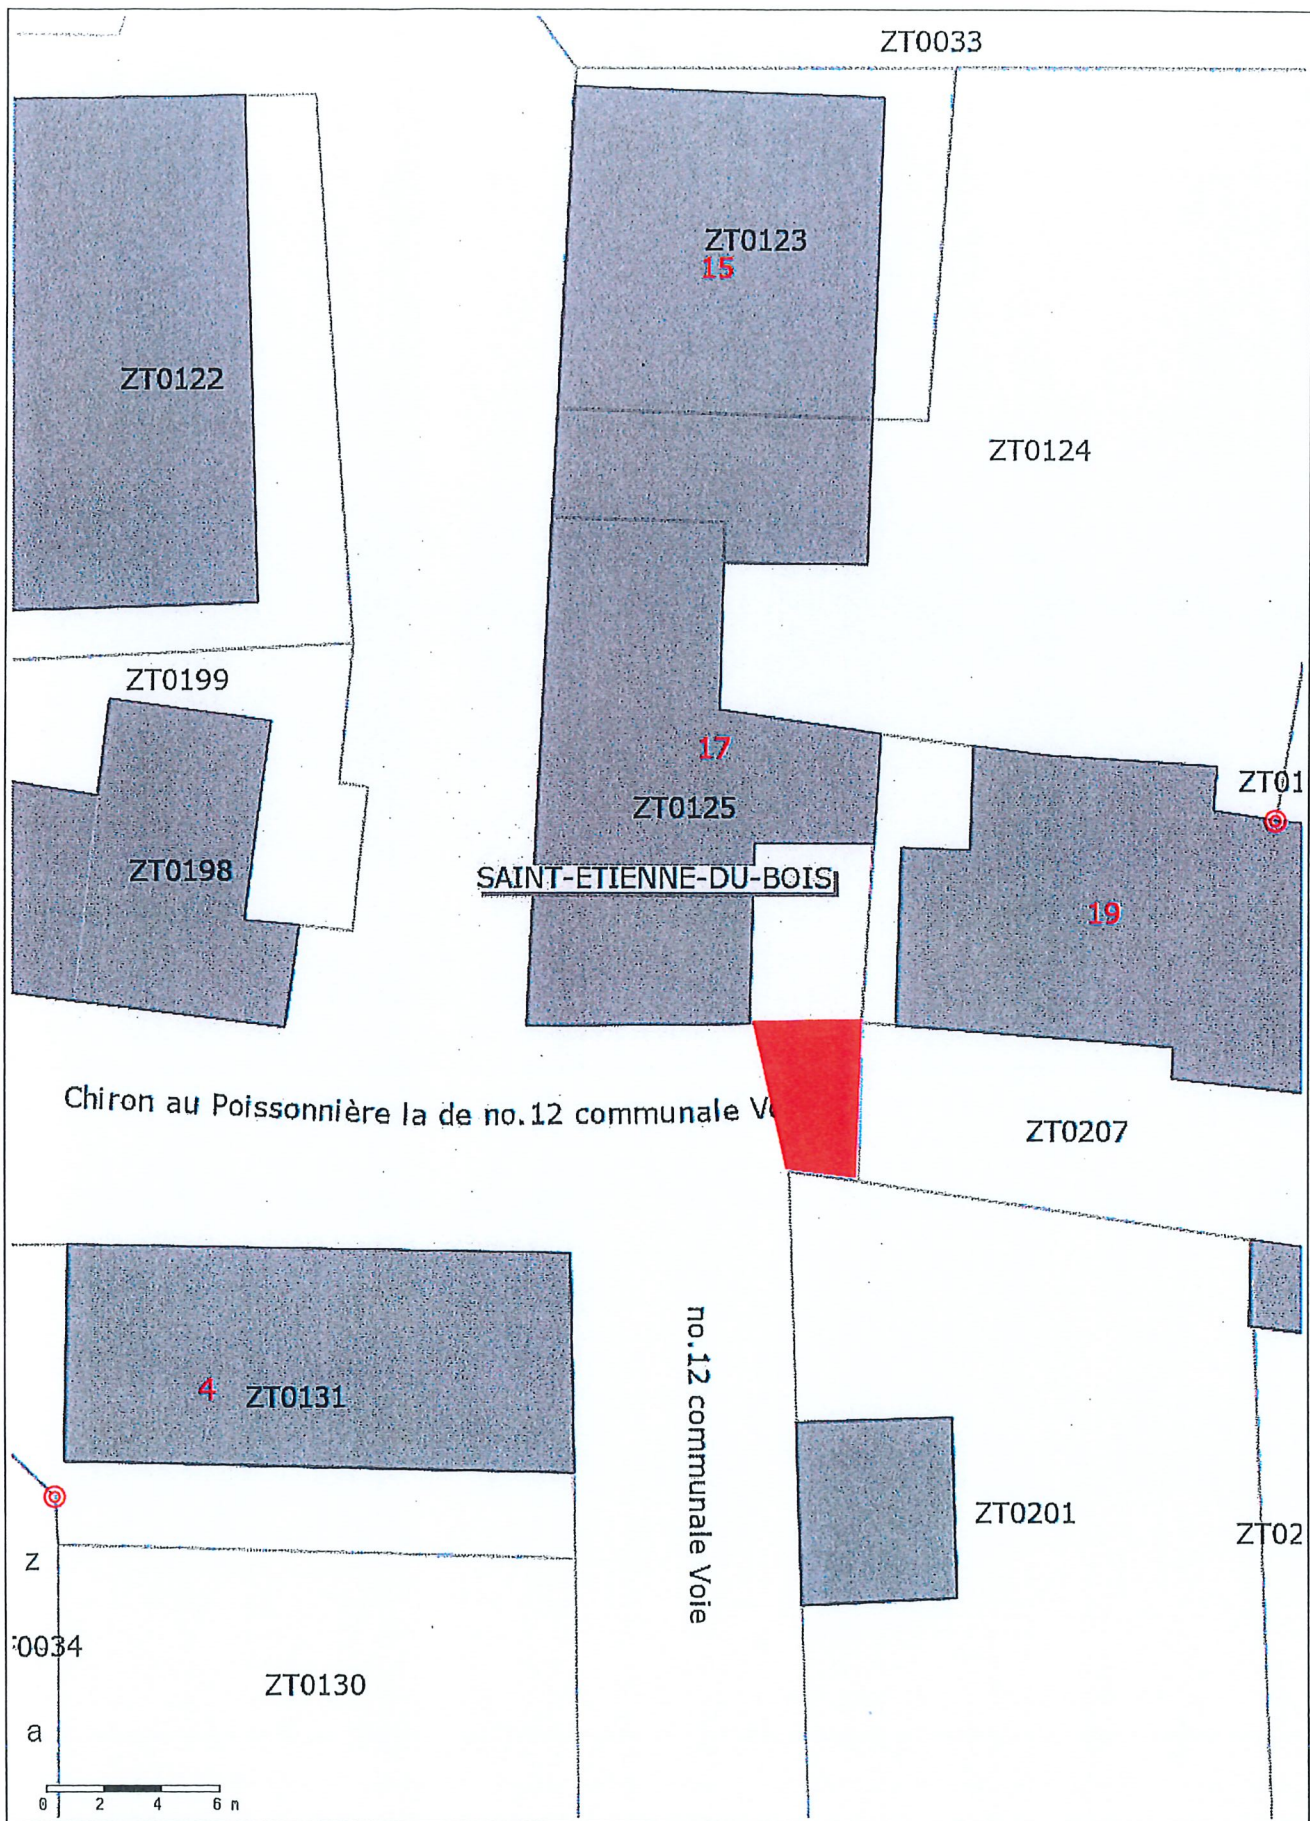 ZT0033
ZT0123
15
ZT0122
ZT0124
ZT0199
17
ZT01
ZT0125
ZT0198
SAINT-ETIENNE-DU-BOIS
19
Chiron au Poissonnière la de no.12 communale
ZT0207
4
ZT0131
no.12 communale Voie
ZT0201
ZT02
z
0034
ZT0130
a
0 2 4 6 m